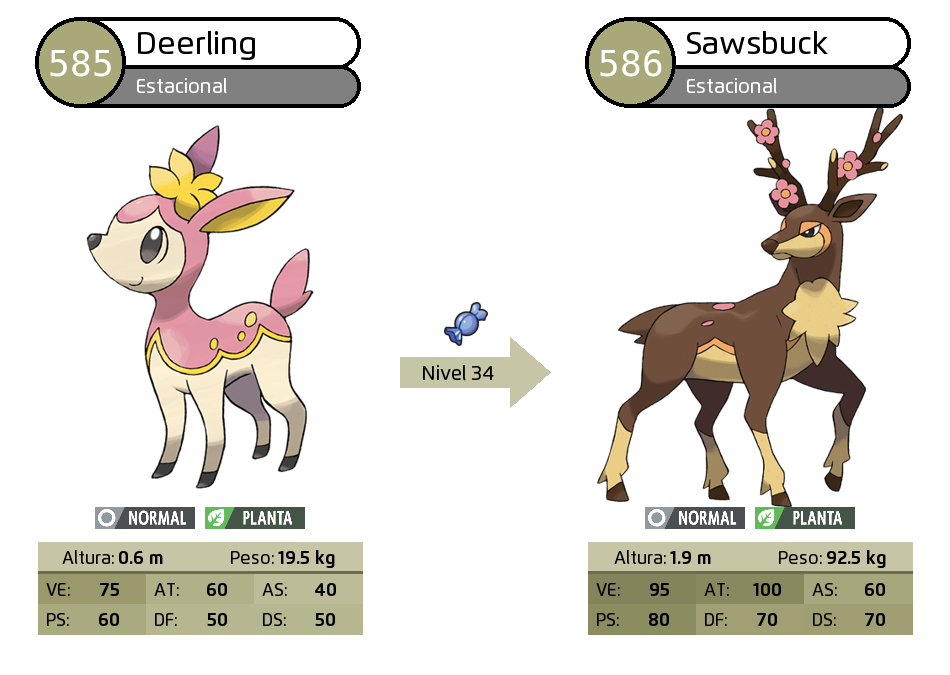 585
Deerling
Estacional
586
Sawsbuck
Estacional
Nivel 34
NORMAL PLANTA
Altura: 0.6 m Peso: 19.5 kg
VE: 75 AT: 60 AS: 40
PS: 60 DF: 50 DS: 50
NORMAL PLANTA
Altura: 1.9 m Peso: 92.5 kg
VE: 95 AT: 100 AS: 60
PS: 80 DF: 70 DS: 70